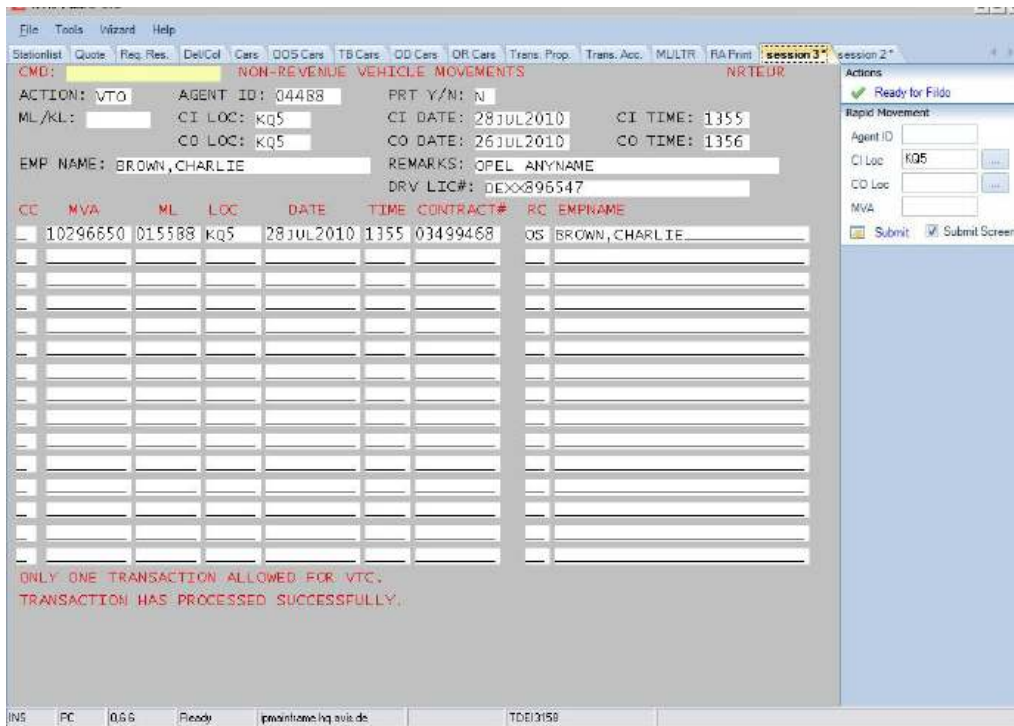 File Tools Wizard Help
Stationlist Quote Req. Res. Del/Col Cars OOS Cars TB Cars OD Cars OR Cars Trans. Prop. Trans. Acc. MULTR RA Print session 3* session 2*
CMD: NON-REVENUE VEHICLE MOVEMENTS NRTEUR
ACTION: VTO AGENT ID: 04488 PRT Y/N: N
ML/KL: CI LOC: KQ5 CI DATE: 28JUL2010 CI TIME: 1355
CO LOC: KQ5 CO DATE: 26JUL2010 CO TIME: 1356
EMP NAME: BROWN,CHARLIE REMARKS: OPEL ANYNAME
DRV LIC#: DEXX896547
CC MVA ML LOC DATE TIME CONTRACT# RC EMPNAME
10296650 015588 KQ5 28JUL2010 1355 03499468 OS BROWN,CHARLIE
ONLY ONE TRANSACTION ALLOWED FOR VTC.
TRANSACTION HAS PROCESSED SUCCESSFULLY.
Actions
Ready for Fildo
Rapid Movement
Agent ID
CI Loc KQ5 ...
CO Loc ...
MVA
Submit Submit Screen
INS PC 0,6 6 Ready ipmainframe.hq.avis.de TDEI3158